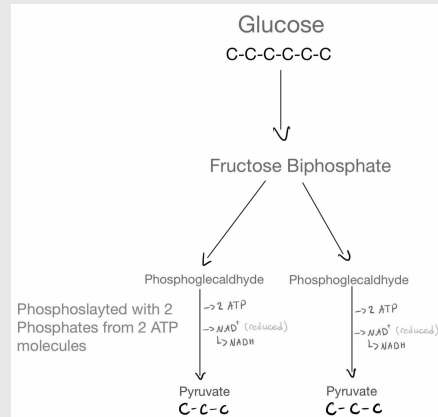 Glucose
C-C-C-C-C-C
Fructose Biphosphate
Phosphoglecaldhyde
Phosphoglecaldhyde
Phosphoslayted with 2
Phosphates from 2 ATP
molecules
→2 ATP
→NAD⁺ (reduced)
↳NADH
→2 ATP
→NAD⁺ (reduced)
↳NADH
Pyruvate
C-C-C
Pyruvate
C-C-C